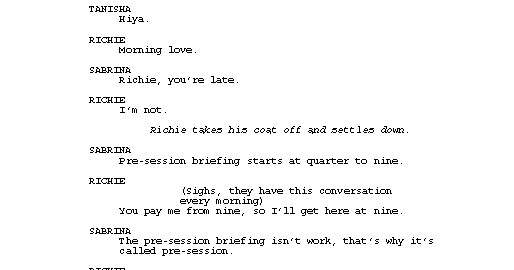 TANISHA
Hiya.
RICHIE
Morning love.
SABRINA
Richie, you're late.
RICHIE
I'm not.
Richie takes his coat off and settles down.
SABRINA
Pre-session briefing starts at quarter to nine.
RICHIE
(Sighs, they have this conversation
every morning)
You pay me from nine, so I'll get here at nine.
SABRINA
The pre-session briefing isn't work, that's why it's
called pre-session.
RICHIE